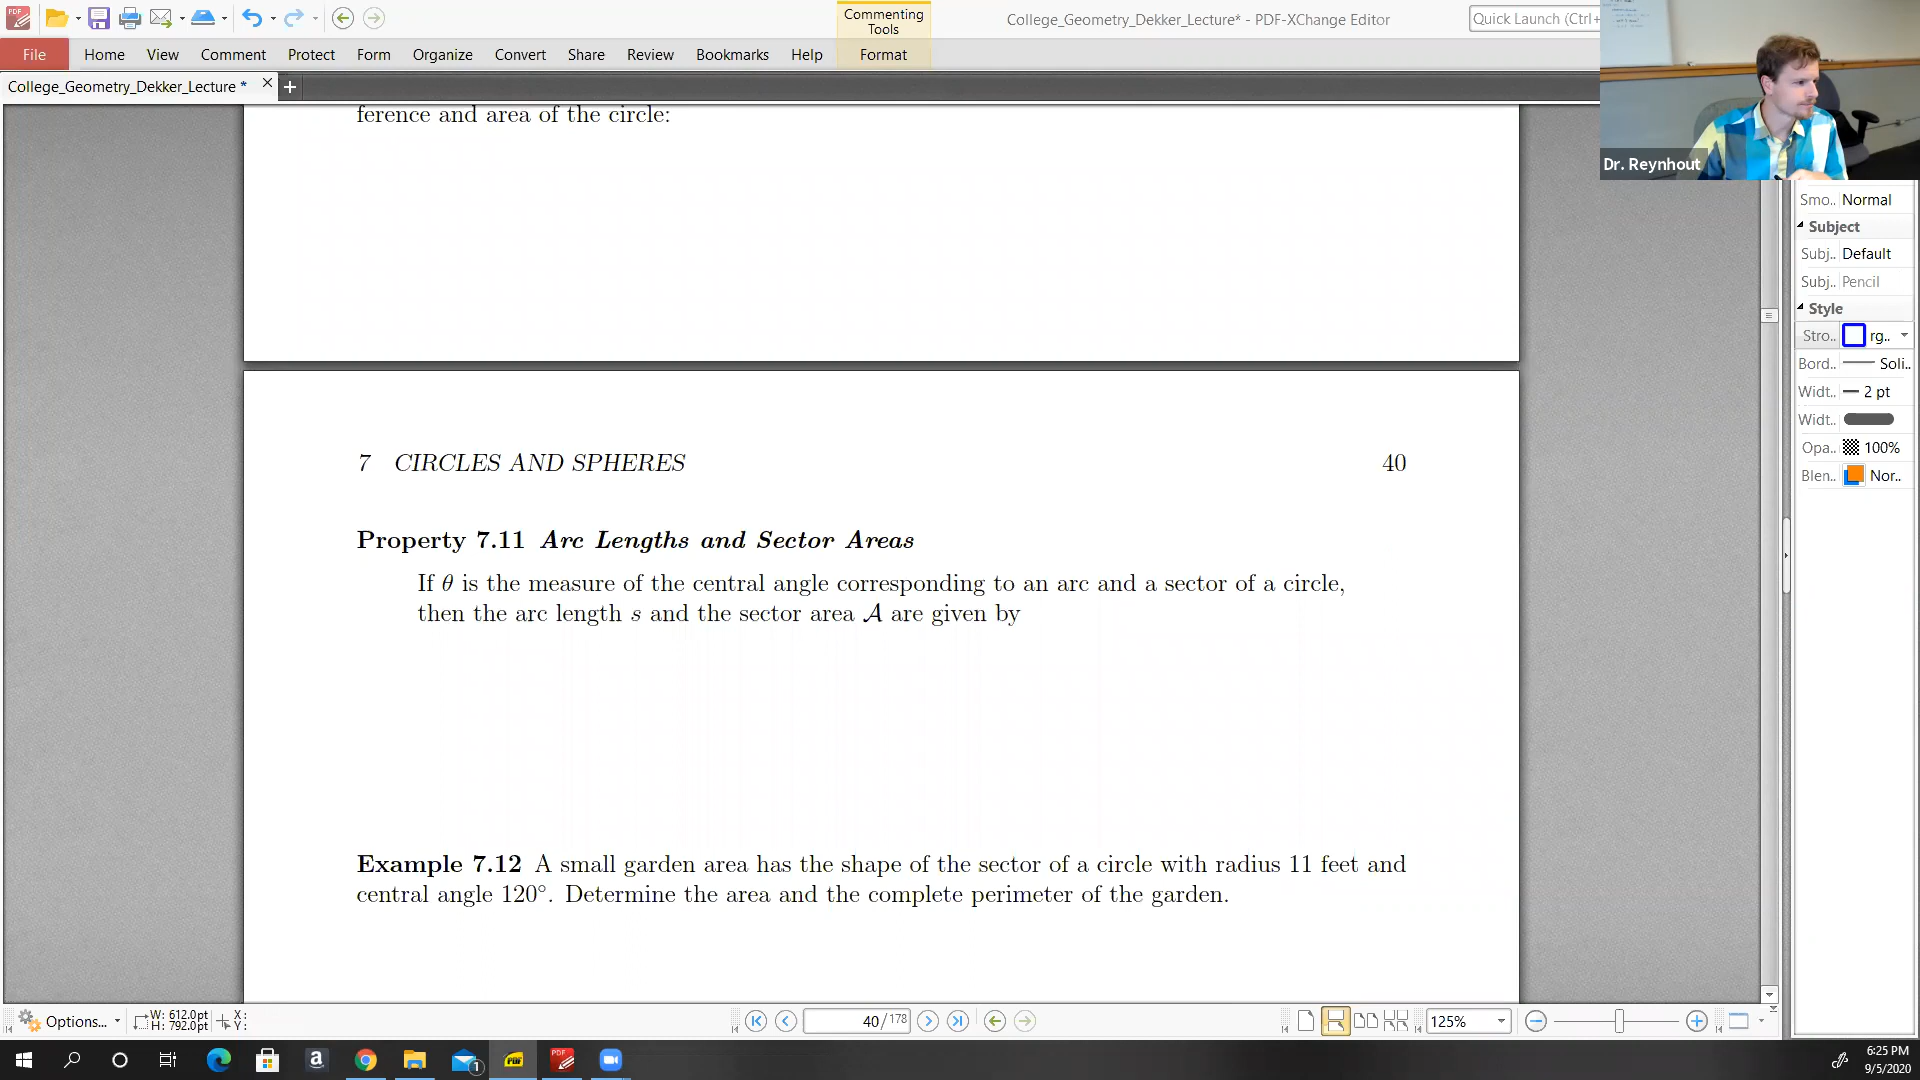 Commenting Tools
College_Geometry_Dekker_Lecture* - PDF-XChange Editor
Quick Launch (Ctrl+
File Home View Comment Protect Form Organize Convert Share Review Bookmarks Help Format
College_Geometry_Dekker_Lecture *
Dr. Reynhout
ference and area of the circle:
7 CIRCLES AND SPHERES 40
Property 7.11 Arc Lengths and Sector Areas
If θ is the measure of the central angle corresponding to an arc and a sector of a circle,
then the arc length s and the sector area 𝒜 are given by
Example 7.12 A small garden area has the shape of the sector of a circle with radius 11 feet and
central angle 120°. Determine the area and the complete perimeter of the garden.
Smo.. Normal
Subject
Subj.. Default
Subj.. Pencil
Style
Stro.. rg..
Bord.. Soli..
Widt.. 2 pt
Widt..
Opa.. 100%
Blen.. Nor..
Options...
W: 612.0pt
H: 792.0pt
X:
Y:
40 / 178
125%
6:25 PM
9/5/2020